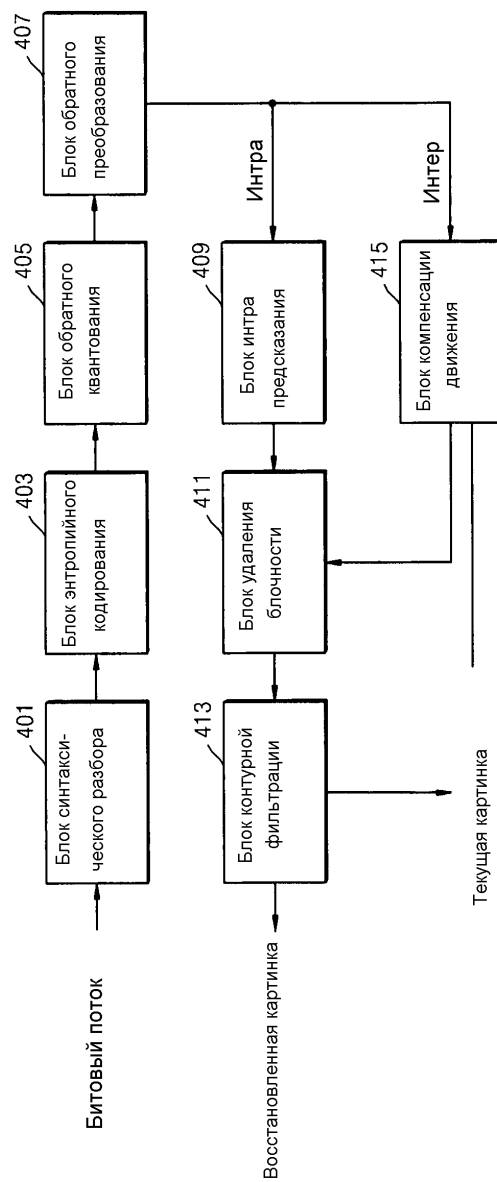 Битовый поток
401
Блок синтакси-
ческого разбора
403
Блок энтропийного
кодирования
405
Блок обратного
квантования
407
Блок обратного
преобразования
Восстановленная картинка
413
Блок контурной
фильтрации
411
Блок удаления
блочности
409
Блок интра
предсказания
Интра
Текущая картинка
415
Блок компенсации
движения
Интер